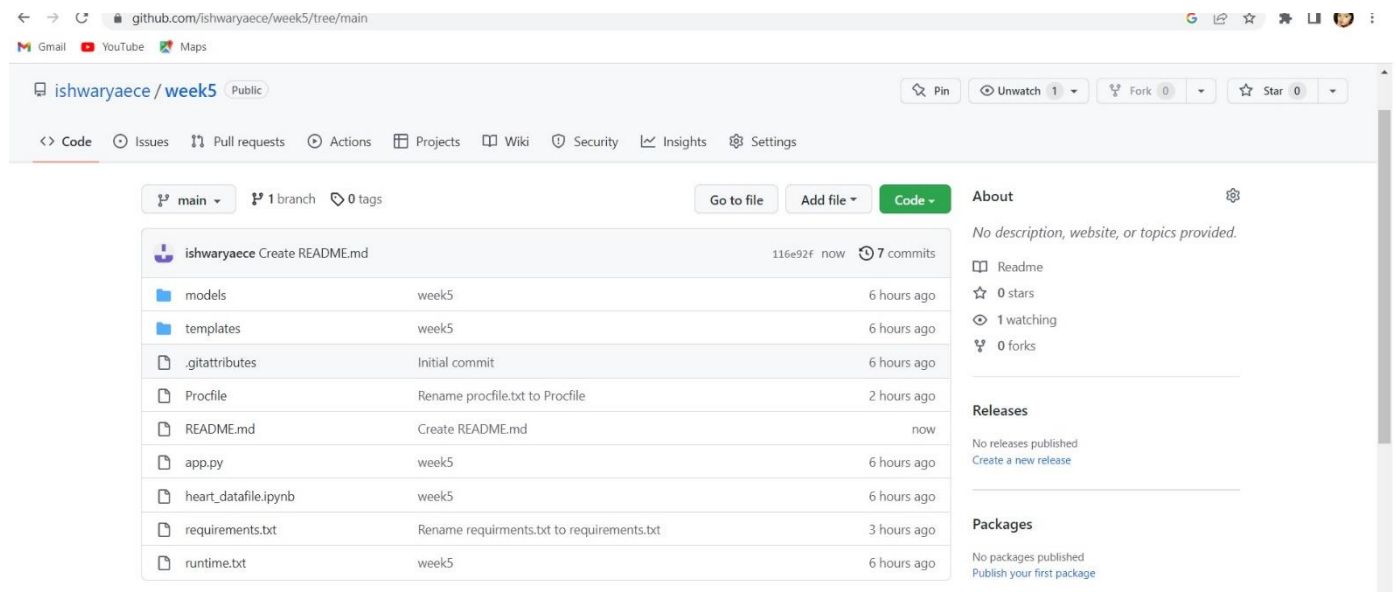 github.com/ishwaryaece/week5/tree/main
Gmail YouTube Maps
ishwaryaece / week5 Public
Pin Unwatch 1 Fork 0 Star 0
Code Issues Pull requests Actions Projects Wiki Security Insights Settings
main 1 branch 0 tags Go to file Add file Code
ishwaryaece Create README.md 116e92f now 7 commits
models week5 6 hours ago
templates week5 6 hours ago
.gitattributes Initial commit 6 hours ago
Procfile Rename procfile.txt to Procfile 2 hours ago
README.md Create README.md now
app.py week5 6 hours ago
heart_datafile.ipynb week5 6 hours ago
requirements.txt Rename requirments.txt to requirements.txt 3 hours ago
runtime.txt week5 6 hours ago
About
No description, website, or topics provided.
Readme
0 stars
1 watching
0 forks
Releases
No releases published
Create a new release
Packages
No packages published
Publish your first package